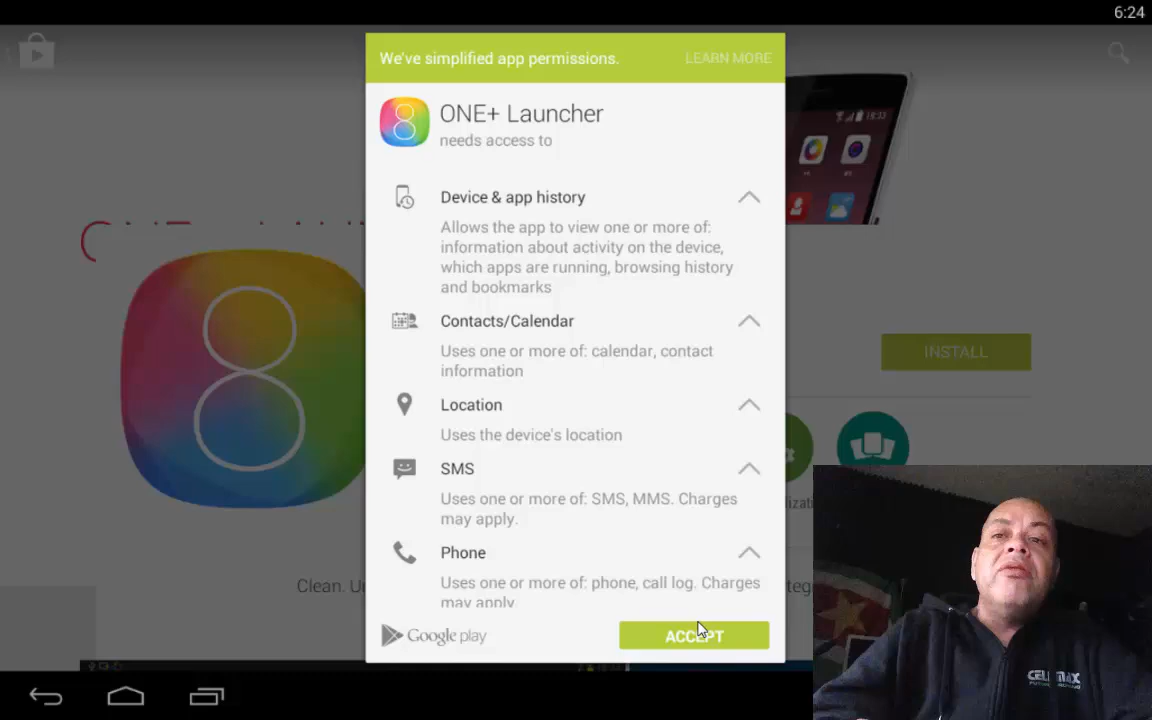 6:24
We've simplified app permissions.
LEARN MORE
ONE+ Launcher
needs access to
Device & app history
Allows the app to view one or more of:
information about activity on the device,
which apps are running, browsing history
and bookmarks
Contacts/Calendar
Uses one or more of: calendar, contact
information
INSTALL
Location
Uses the device's location
SMS
Uses one or more of: SMS, MMS. Charges
may apply.
Phone
Uses one or more of: phone, call log. Charges
may apply
Clean.
Google play
ACCEPT